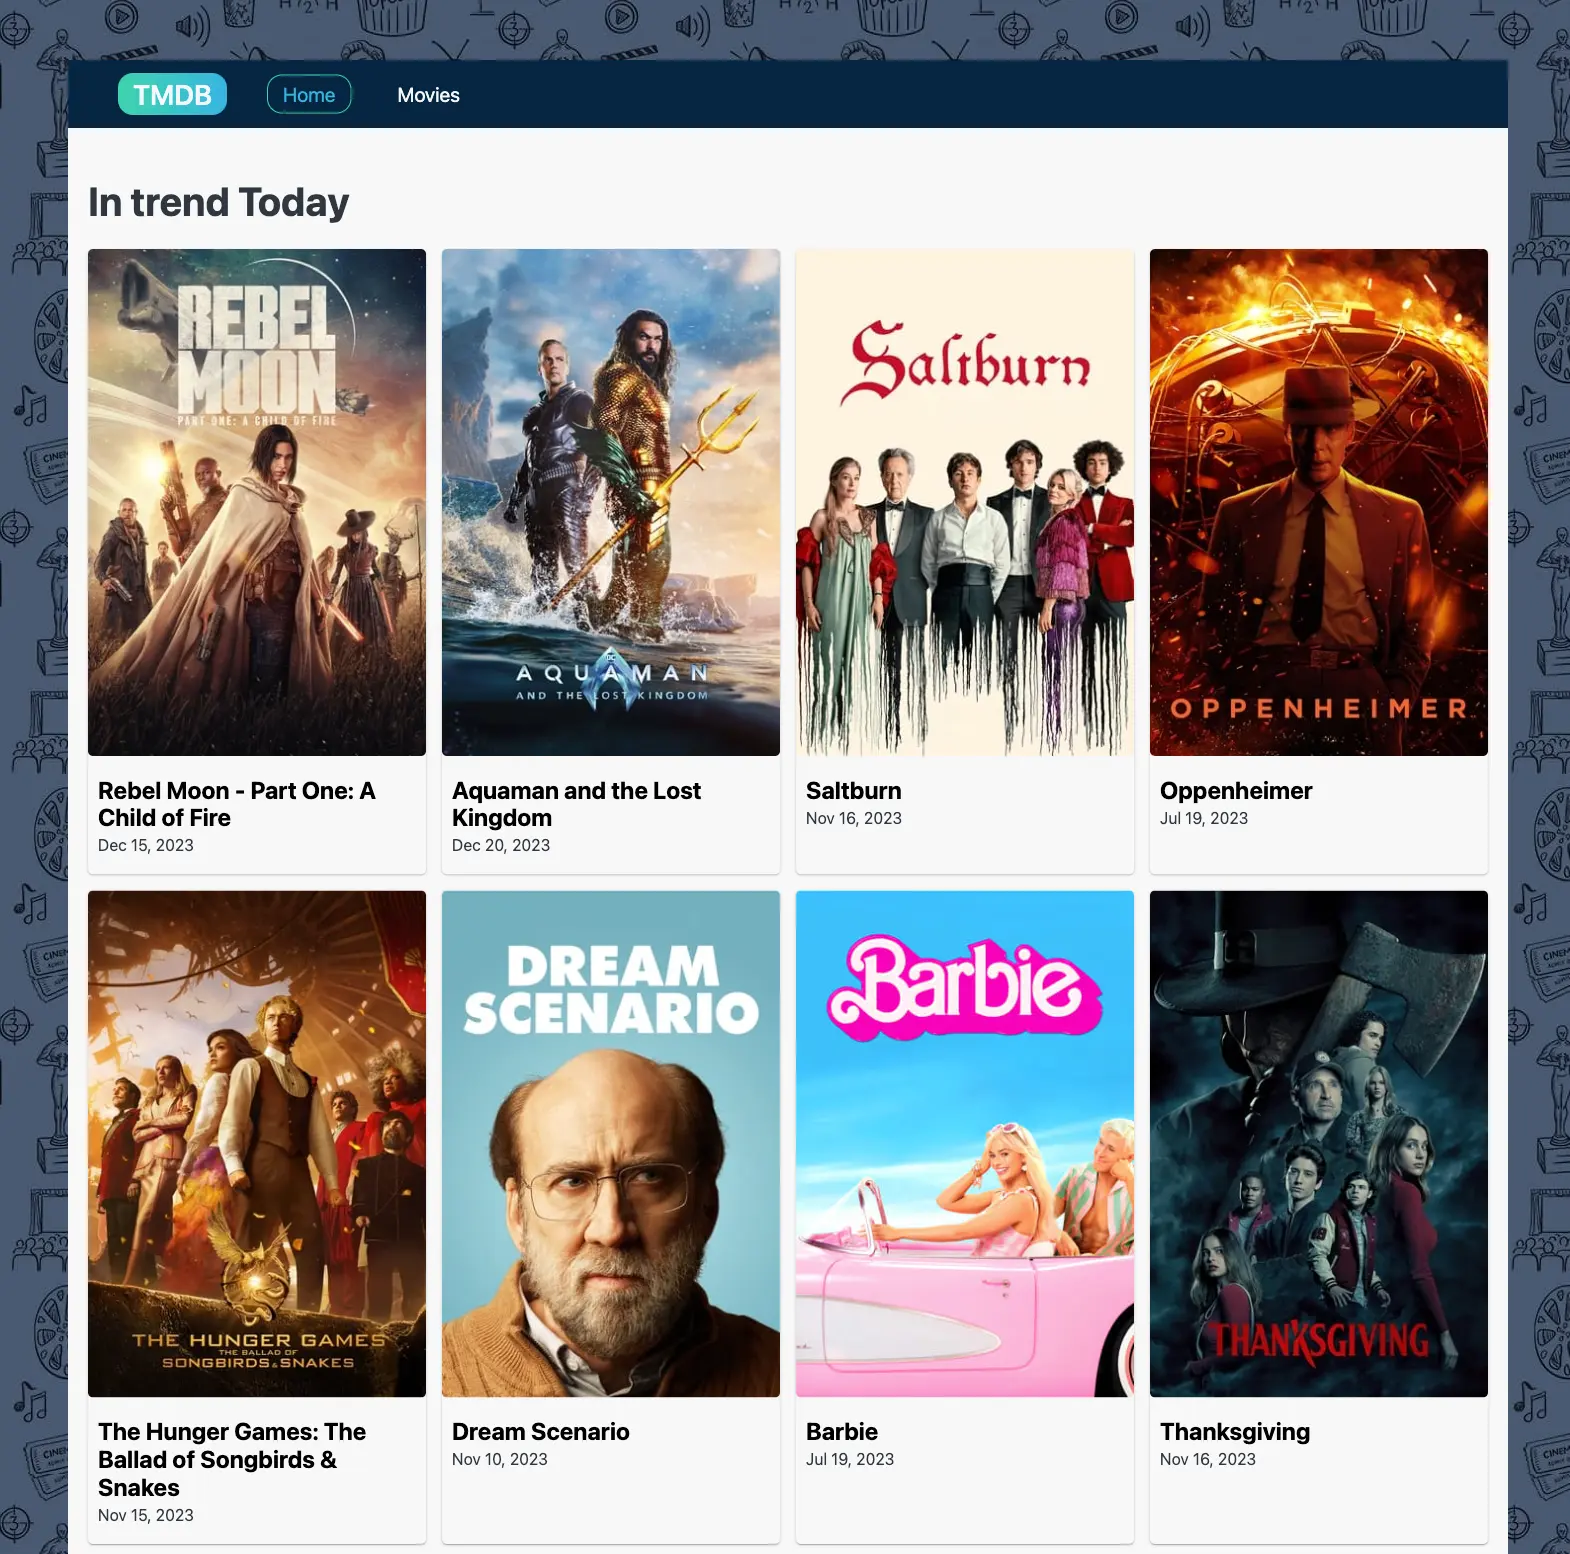 TMDB
Home
Movies
In trend Today
REBEL
MOON
PART ONE: A CHILD OF FIRE
AQUAMAN
AND THE LOST KINGDOM
Saltburn
OPPENHEIMER
Rebel Moon - Part One: A
Child of Fire
Dec 15, 2023
Aquaman and the Lost
Kingdom
Dec 20, 2023
Saltburn
Nov 16, 2023
Oppenheimer
Jul 19, 2023
THE HUNGER GAMES
THE BALLAD OF
SONGBIRDS & SNAKES
DREAM
SCENARIO
Barbie
THANKSGIVING
The Hunger Games: The
Ballad of Songbirds &
Snakes
Nov 15, 2023
Dream Scenario
Nov 10, 2023
Barbie
Jul 19, 2023
Thanksgiving
Nov 16, 2023